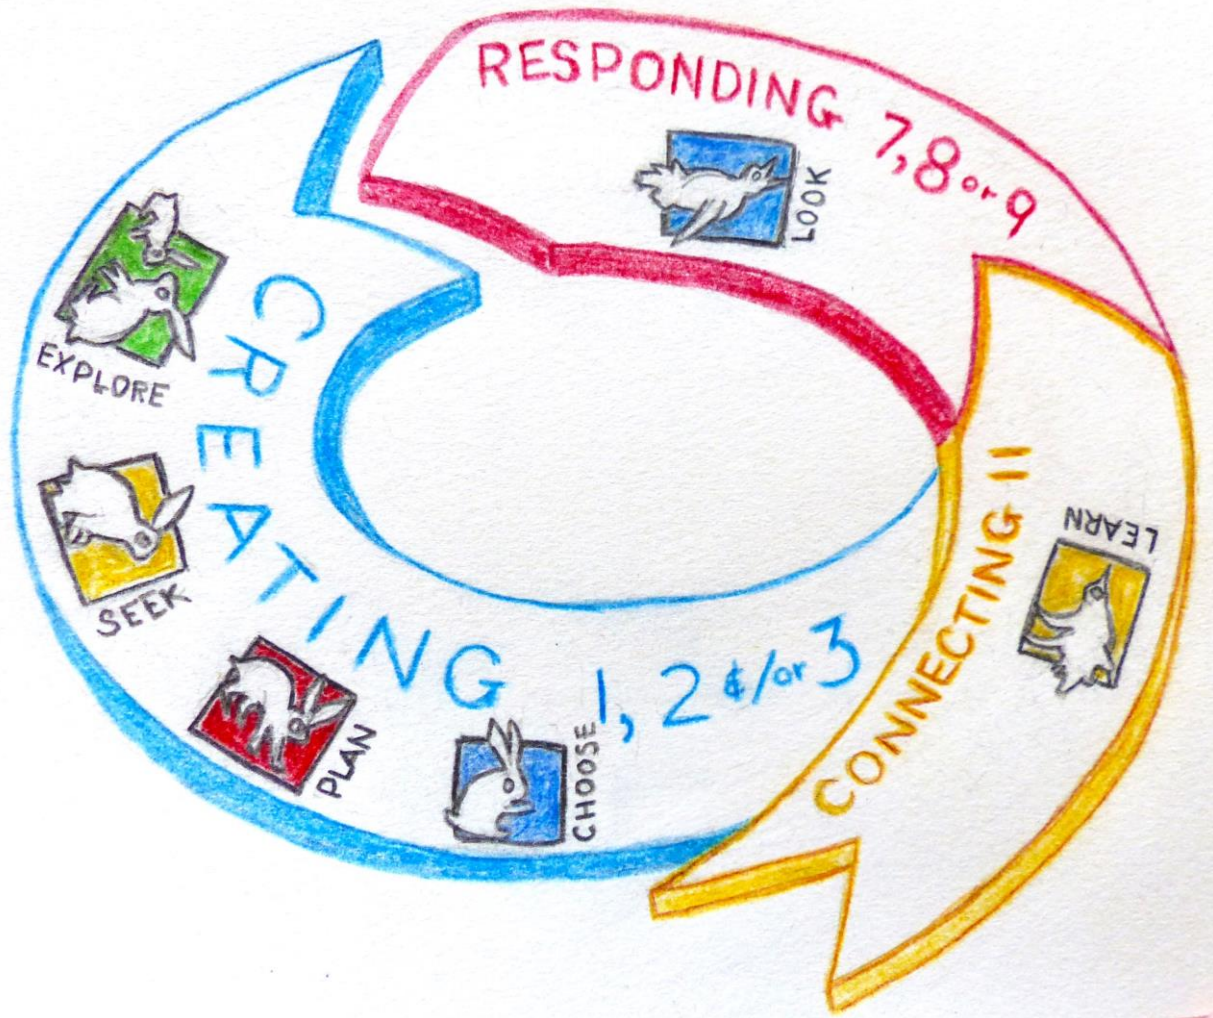 RESPONDING 7, 8 or 9
LOOK
CONNECTING 11
LEARN
CREATING 1, 2 &/or 3
CHOOSE
PLAN
SEEK
EXPLORE